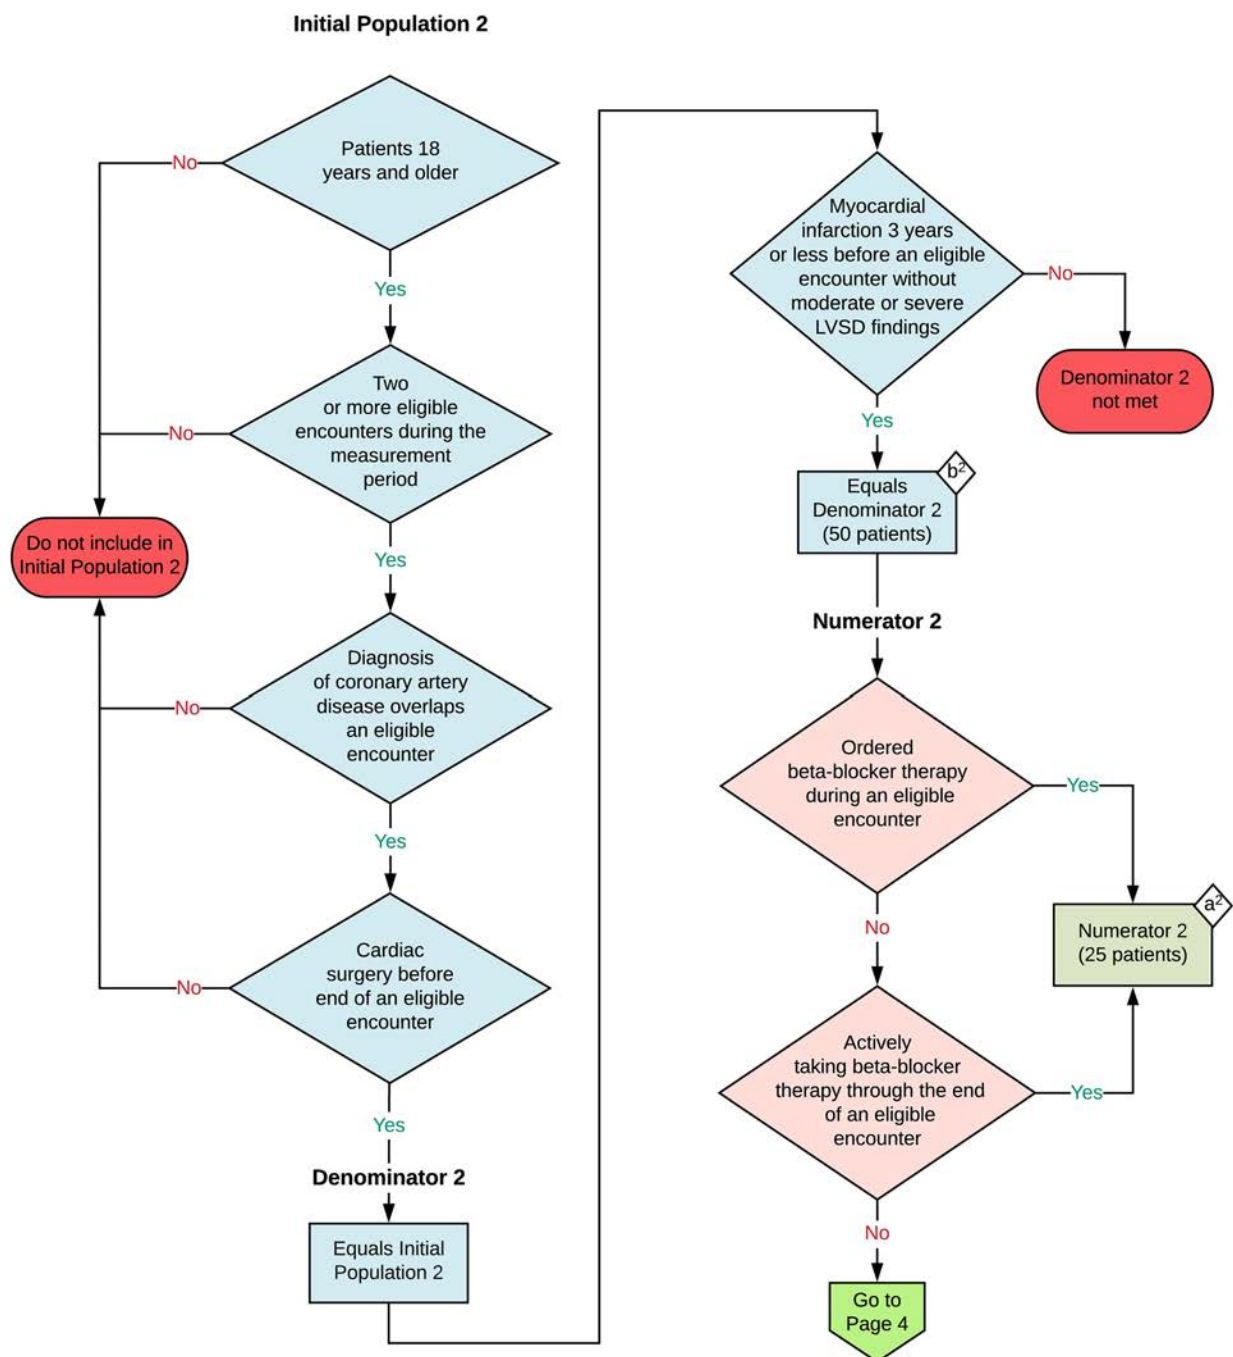 Initial Population 2
Patients 18
years and older
No
Yes
Two
or more eligible
encounters during the
measurement
period
No
Do not include in
Initial Population 2
Yes
Diagnosis
of coronary artery
disease overlaps
an eligible
encounter
No
Yes
Cardiac
surgery before
end of an eligible
encounter
No
Yes
Denominator 2
Equals Initial
Population 2
Myocardial
infarction 3 years
or less before an eligible
encounter without
moderate or severe
LVSD findings
No
Denominator 2
not met
Yes
b²
Equals
Denominator 2
(50 patients)
Numerator 2
Ordered
beta-blocker therapy
during an eligible
encounter
Yes
a²
Numerator 2
(25 patients)
No
Actively
taking beta-blocker
therapy through the end
of an eligible
encounter
Yes
No
Go to
Page 4